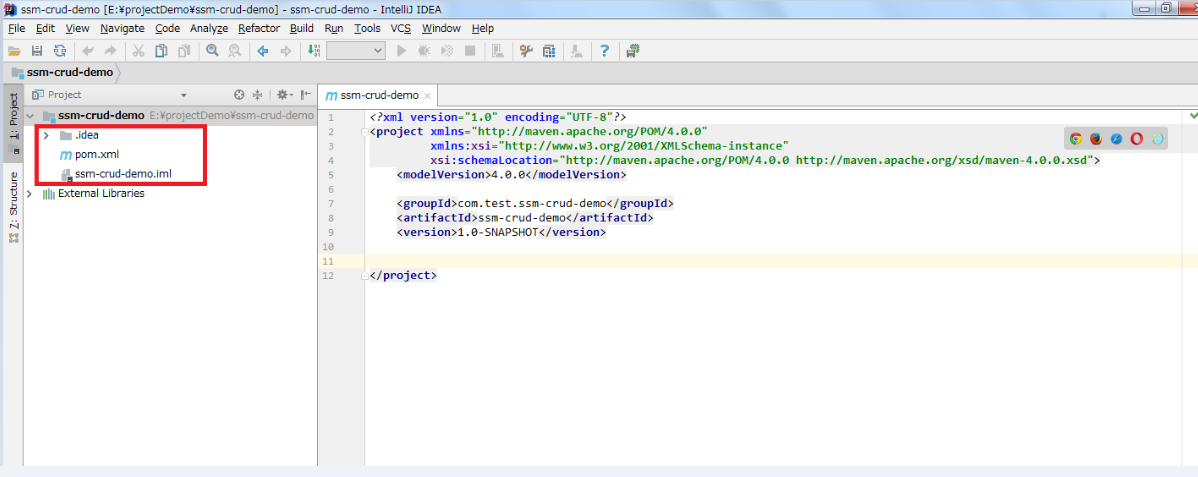 ssm-crud-demo [E:¥projectDemo¥ssm-crud-demo] - ssm-crud-demo - IntelliJ IDEA
File Edit View Navigate Code Analyze Refactor Build Run Tools VCS Window Help
ssm-crud-demo
1: Project
Z: Structure
Project
ssm-crud-demo E:¥projectDemo¥ssm-crud-demo
.idea
pom.xml
ssm-crud-demo.iml
External Libraries
ssm-crud-demo
1 <?xml version="1.0" encoding="UTF-8"?>
2 <project xmlns="http://maven.apache.org/POM/4.0.0"
3 xmlns:xsi="http://www.w3.org/2001/XMLSchema-instance"
4 xsi:schemaLocation="http://maven.apache.org/POM/4.0.0 http://maven.apache.org/xsd/maven-4.0.0.xsd">
5 <modelVersion>4.0.0</modelVersion>
6
7 <groupId>com.test.ssm-crud-demo</groupId>
8 <artifactId>ssm-crud-demo</artifactId>
9 <version>1.0-SNAPSHOT</version>
10
11
12 </project>